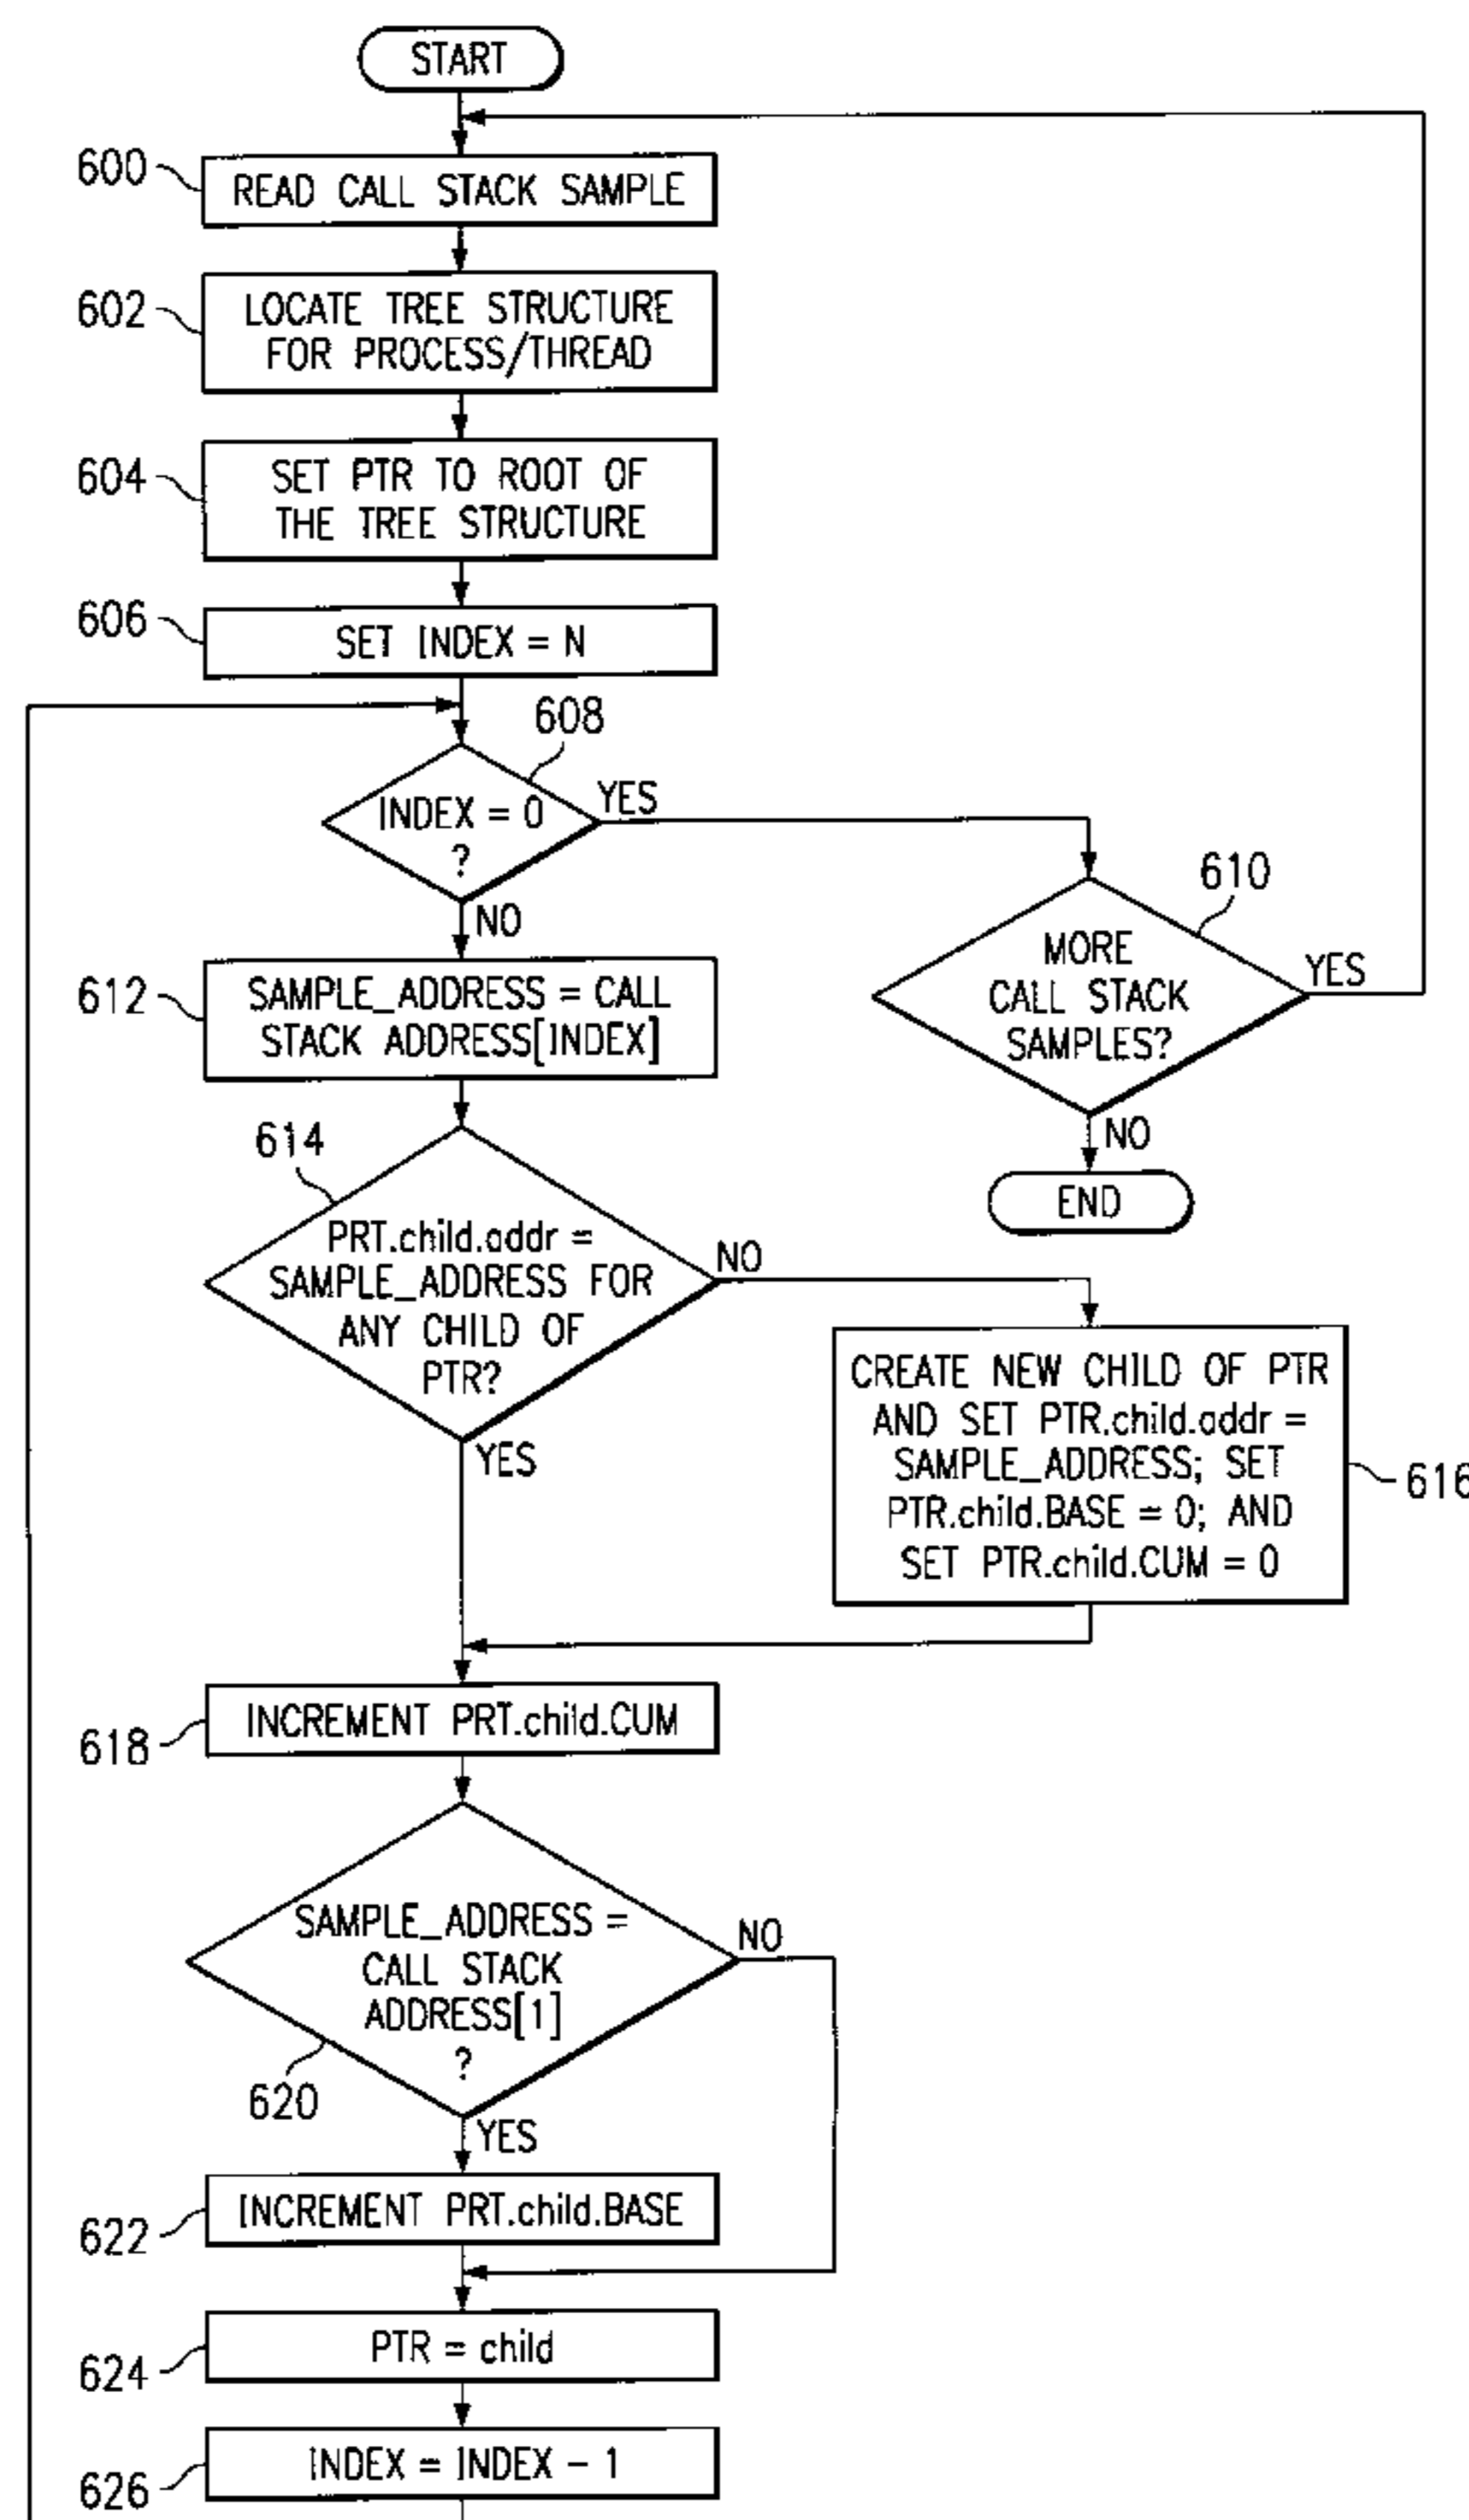 START
600
READ CALL STACK SAMPLE
602
LOCATE TREE STRUCTURE
FOR PROCESS/THREAD
604
SET PTR TO ROOT OF
THE TREE STRUCTURE
606
SET INDEX = N
608
INDEX = 0
?
YES
NO
610
MORE
CALL STACK
SAMPLES?
YES
NO
END
612
SAMPLE_ADDRESS = CALL
STACK ADDRESS[INDEX]
614
PRT.child.addr =
SAMPLE_ADDRESS FOR
ANY CHILD OF
PTR?
NO
YES
CREATE NEW CHILD OF PTR
AND SET PTR.child.addr =
SAMPLE_ADDRESS; SET
PTR.child.BASE = 0; AND
SET PTR.child.CUM = 0
616
618
INCREMENT PRT.child.CUM
SAMPLE_ADDRESS =
CALL STACK
ADDRESS[1]
?
NO
620
YES
622
INCREMENT PRT.child.BASE
624
PTR = child
626
INDEX = INDEX - 1